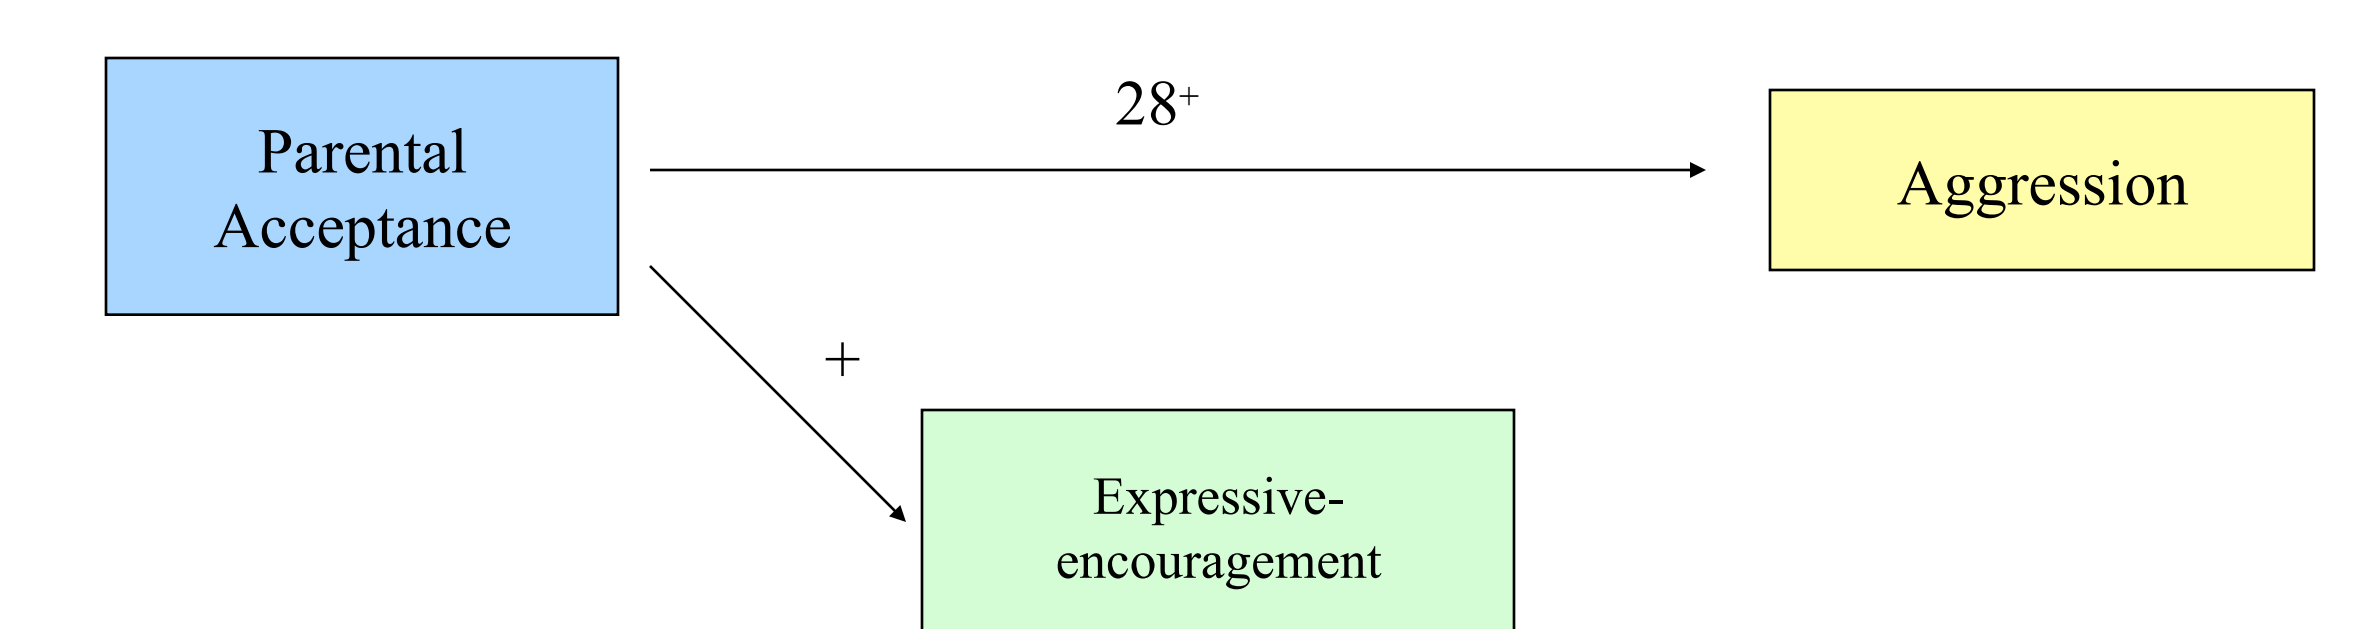 28⁺
Parental
Acceptance
Aggression
+
Expressive-
encouragement